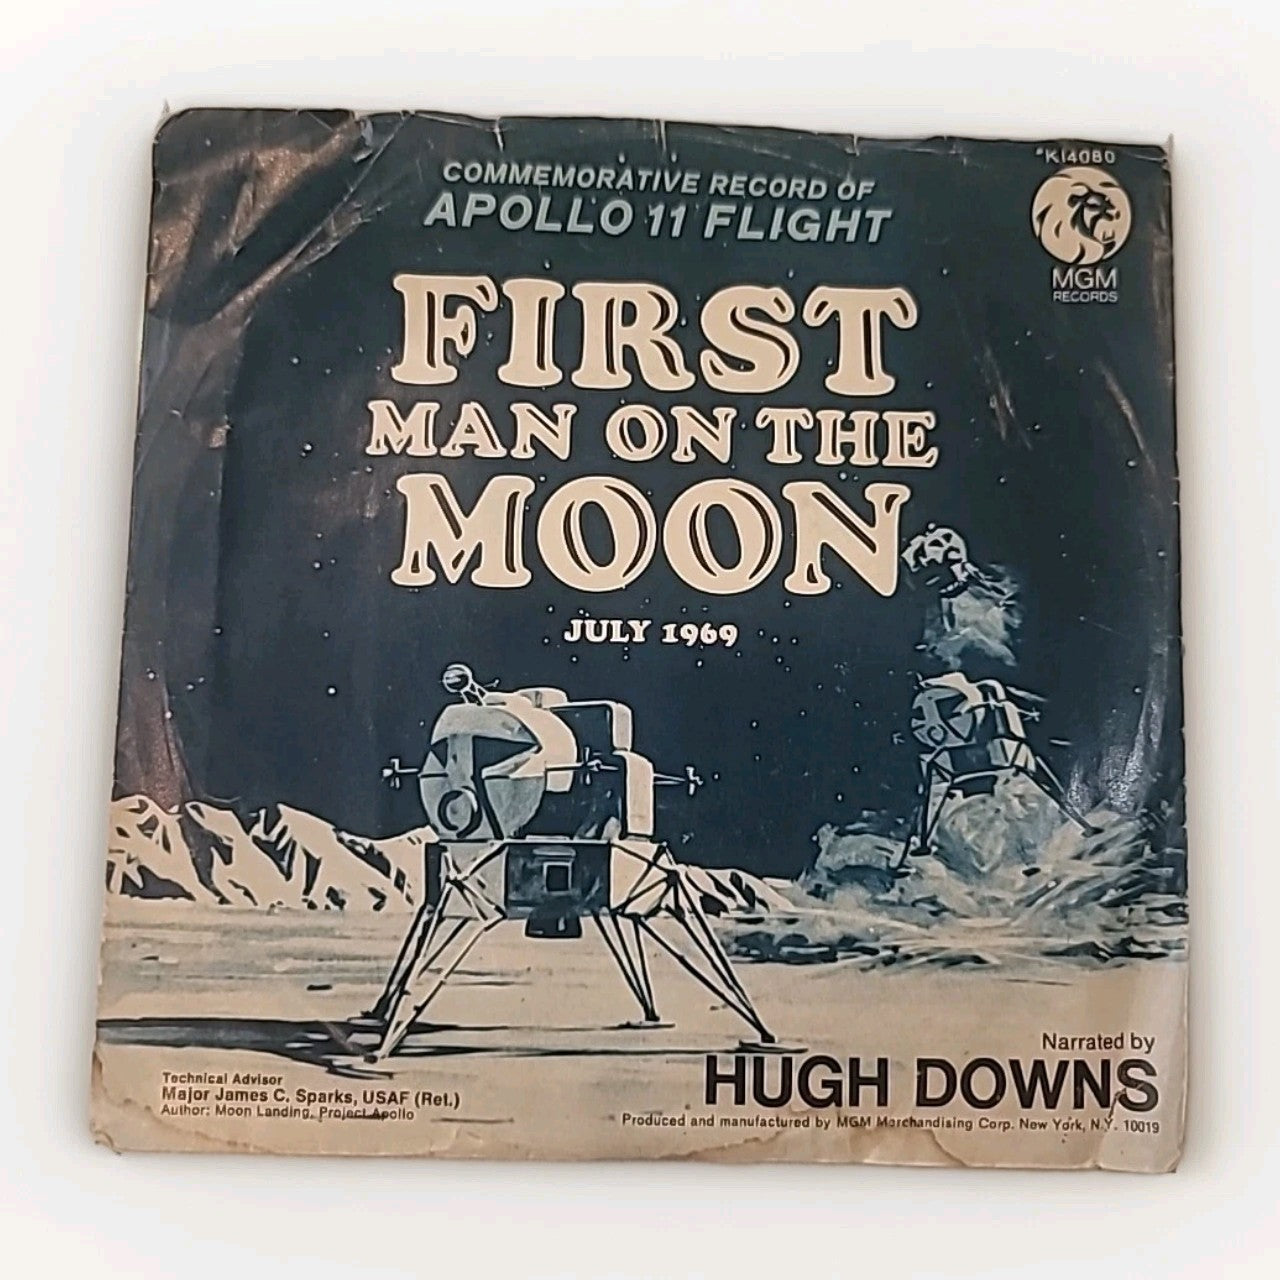 COMMEMORATIVE RECORD OF
APOLLO 11 FLIGHT
*K14080
MGM
RECORDS
FIRST
MAN ON THE
MOON
JULY 1969
Narrated by
HUGH DOWNS
Produced and manufactured by MGM Merchandising Corp. New York, N.Y. 10019
Technical Advisor
Major James C. Sparks, USAF (Ret.)
Author: Moon Landing, Project Apollo